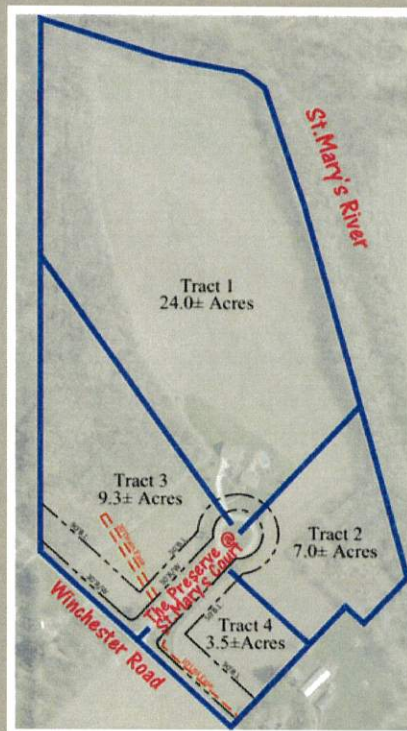 St.Mary's River
Tract 1
24.0± Acres
Tract 3
9.3± Acres
Tract 2
7.0± Acres
The Preserve @
St.Mary's Court
Tract 4
3.5±Acres
Winchester Road